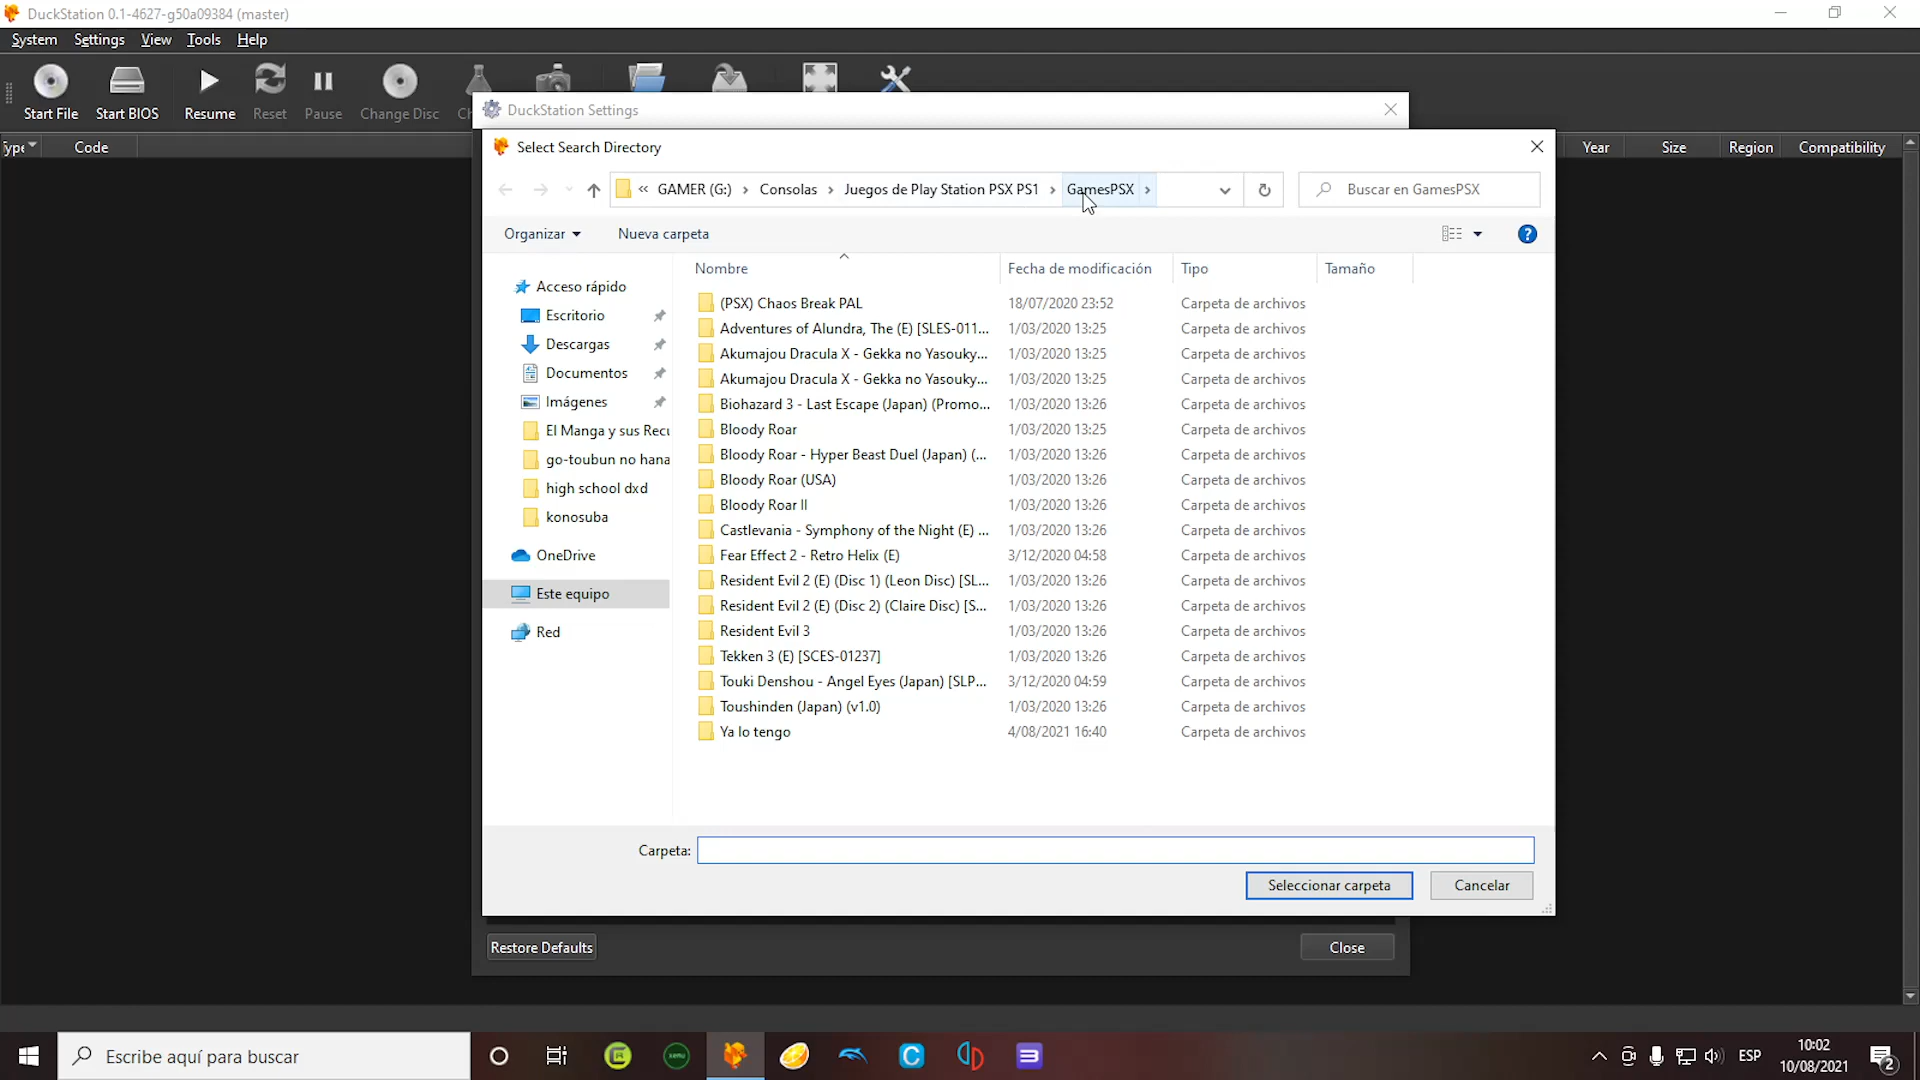 DuckStation 0.1-4627-g50a09384 (master)
System Settings View Tools Help
Start File Start BIOS Resume Reset Pause Change Disc
Code Year Size Region Compatibility
DuckStation Settings
Select Search Directory
« GAMER (G:) › Consolas › Juegos de Play Station PSX PS1 › GamesPSX ›
Buscar en GamesPSX
Organizar Nueva carpeta
Nombre Fecha de modificación Tipo Tamaño
Acceso rápido
Escritorio
Descargas
Documentos
Imágenes
El Manga y sus Recu
go-toubun no hana
high school dxd
konosuba
OneDrive
Este equipo
Red
(PSX) Chaos Break PAL 18/07/2020 23:52 Carpeta de archivos
Adventures of Alundra, The (E) [SLES-011... 1/03/2020 13:25 Carpeta de archivos
Akumajou Dracula X - Gekka no Yasouky... 1/03/2020 13:25 Carpeta de archivos
Akumajou Dracula X - Gekka no Yasouky... 1/03/2020 13:25 Carpeta de archivos
Biohazard 3 - Last Escape (Japan) (Promo... 1/03/2020 13:26 Carpeta de archivos
Bloody Roar 1/03/2020 13:25 Carpeta de archivos
Bloody Roar - Hyper Beast Duel (Japan) (... 1/03/2020 13:26 Carpeta de archivos
Bloody Roar (USA) 1/03/2020 13:26 Carpeta de archivos
Bloody Roar II 1/03/2020 13:26 Carpeta de archivos
Castlevania - Symphony of the Night (E) ... 1/03/2020 13:26 Carpeta de archivos
Fear Effect 2 - Retro Helix (E) 3/12/2020 04:58 Carpeta de archivos
Resident Evil 2 (E) (Disc 1) (Leon Disc) [SL... 1/03/2020 13:26 Carpeta de archivos
Resident Evil 2 (E) (Disc 2) (Claire Disc) [S... 1/03/2020 13:26 Carpeta de archivos
Resident Evil 3 1/03/2020 13:26 Carpeta de archivos
Tekken 3 (E) [SCES-01237] 1/03/2020 13:26 Carpeta de archivos
Touki Denshou - Angel Eyes (Japan) [SLP... 3/12/2020 04:59 Carpeta de archivos
Toushinden (Japan) (v1.0) 1/03/2020 13:26 Carpeta de archivos
Ya lo tengo 4/08/2021 16:40 Carpeta de archivos
Carpeta:
Seleccionar carpeta Cancelar
Restore Defaults Close
Escribe aquí para buscar
ESP
10:02
10/08/2021
2